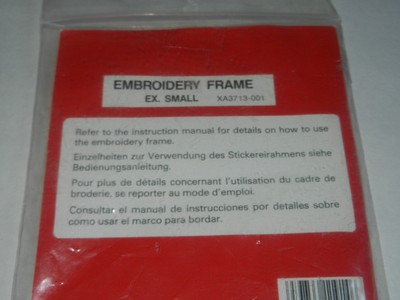 EMBROIDERY FRAME
EX. SMALL XA3713-001
Refer to the instruction manual for details on how to use
the embroidery frame.
Einzelheiten zur Verwendung des Stickereirahmens siehe
Bedienungsanleitung.
Pour plus de détails concernant l'utilisation du cadre de
broderie, se reporter au mode d'emploi.
Consultar el manual de instrucciones por detalles sobre
como usar el marco para bordar.